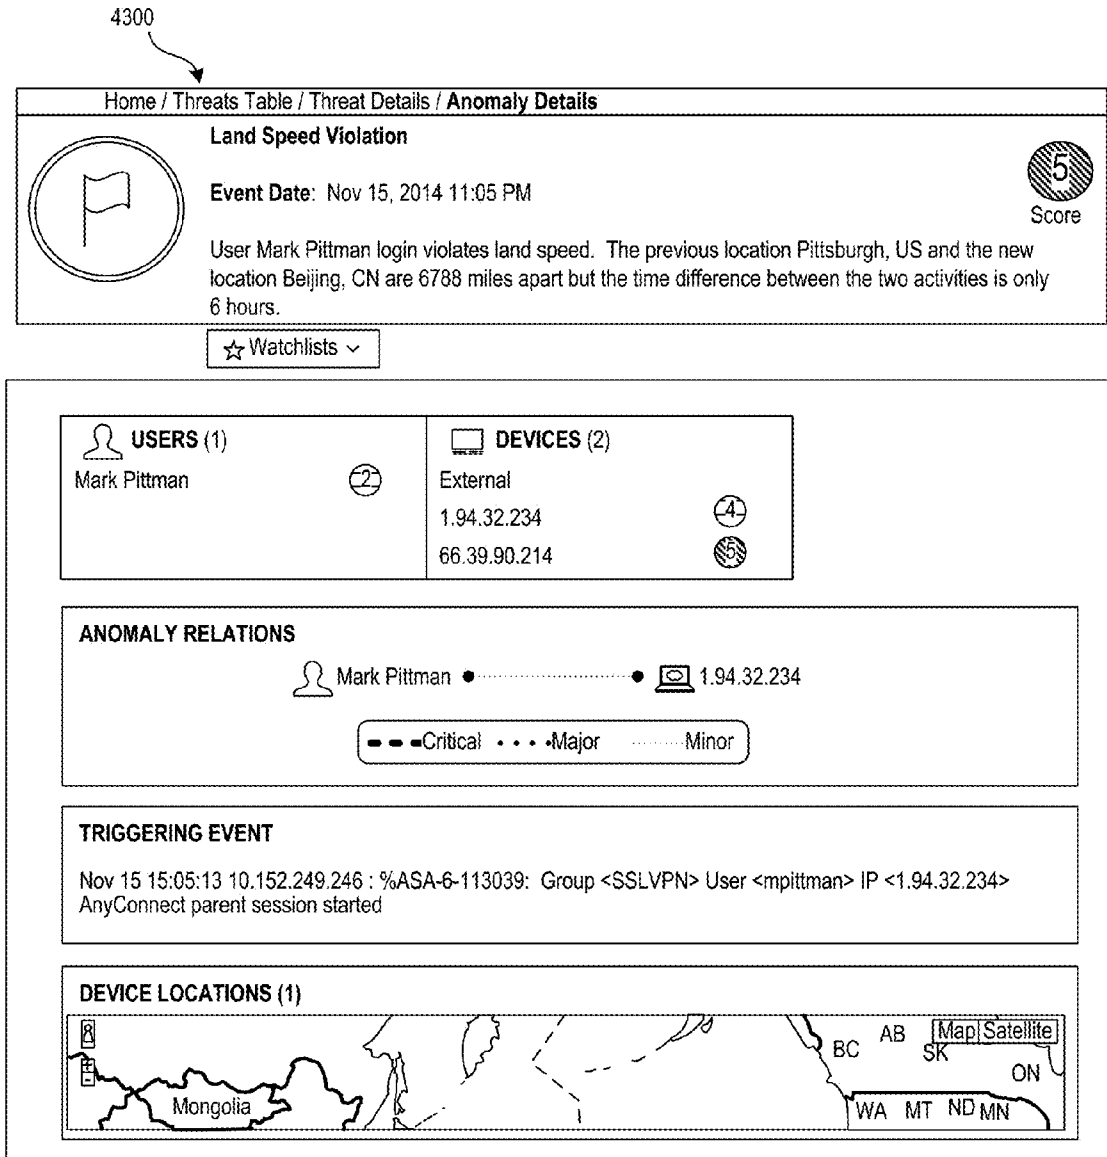 4300
Home / Threats Table / Threat Details / Anomaly Details
Land Speed Violation
5
Event Date: Nov 15, 2014 11:05 PM
Score
User Mark Pittman login violates land speed. The previous location Pittsburgh, US and the new
location Beijing, CN are 6788 miles apart but the time difference between the two activities is only
6 hours.
Watchlists
USERS (1)
DEVICES (2)
Mark Pittman 2
External
1.94.32.234 4
66.39.90.214 5
ANOMALY RELATIONS
Mark Pittman 1.94.32.234
Critical Major Minor
TRIGGERING EVENT
Nov 15 15:05:13 10.152.249.246 : %ASA-6-113039: Group <SSLVPN> User <mpittman> IP <1.94.32.234>
AnyConnect parent session started
DEVICE LOCATIONS (1)
Map Satellite
+
-
BC AB SK ON
Mongolia
WA MT ND MN